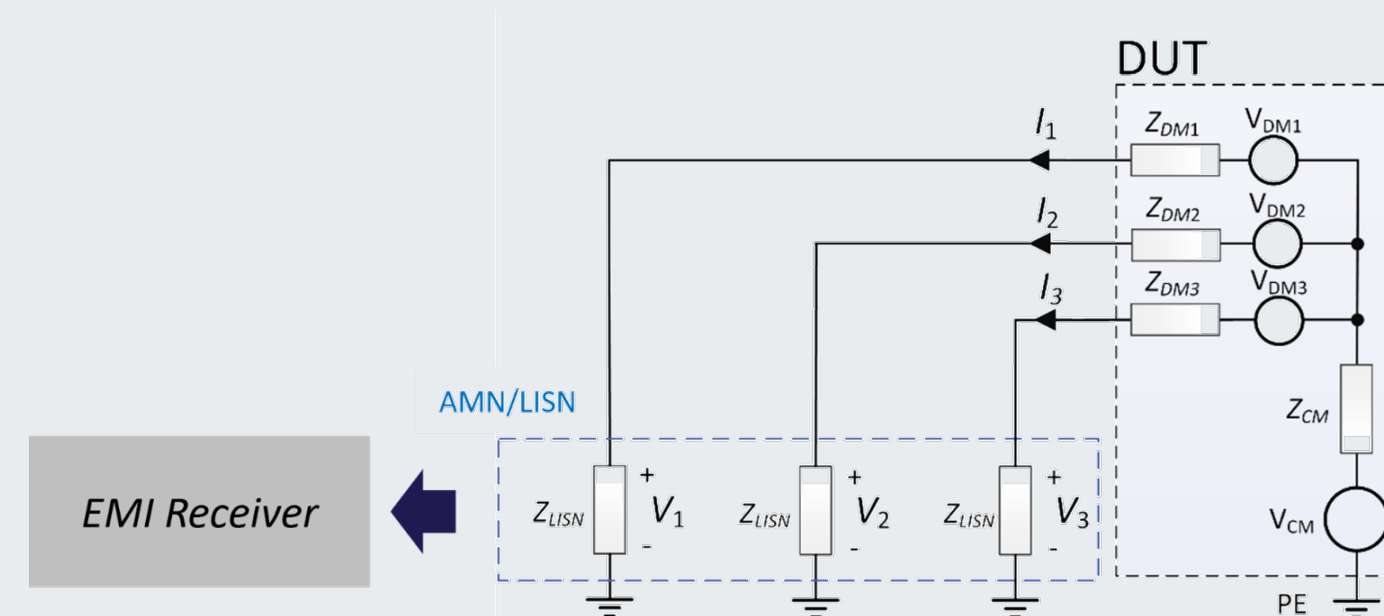 DUT
I1
ZDM1
VDM1
I2
ZDM2
VDM2
I3
ZDM3
VDM3
AMN/LISN
ZCM
EMI Receiver
ZLISN
+
V1
-
ZLISN
+
V2
-
ZLISN
+
V3
-
VCM
PE